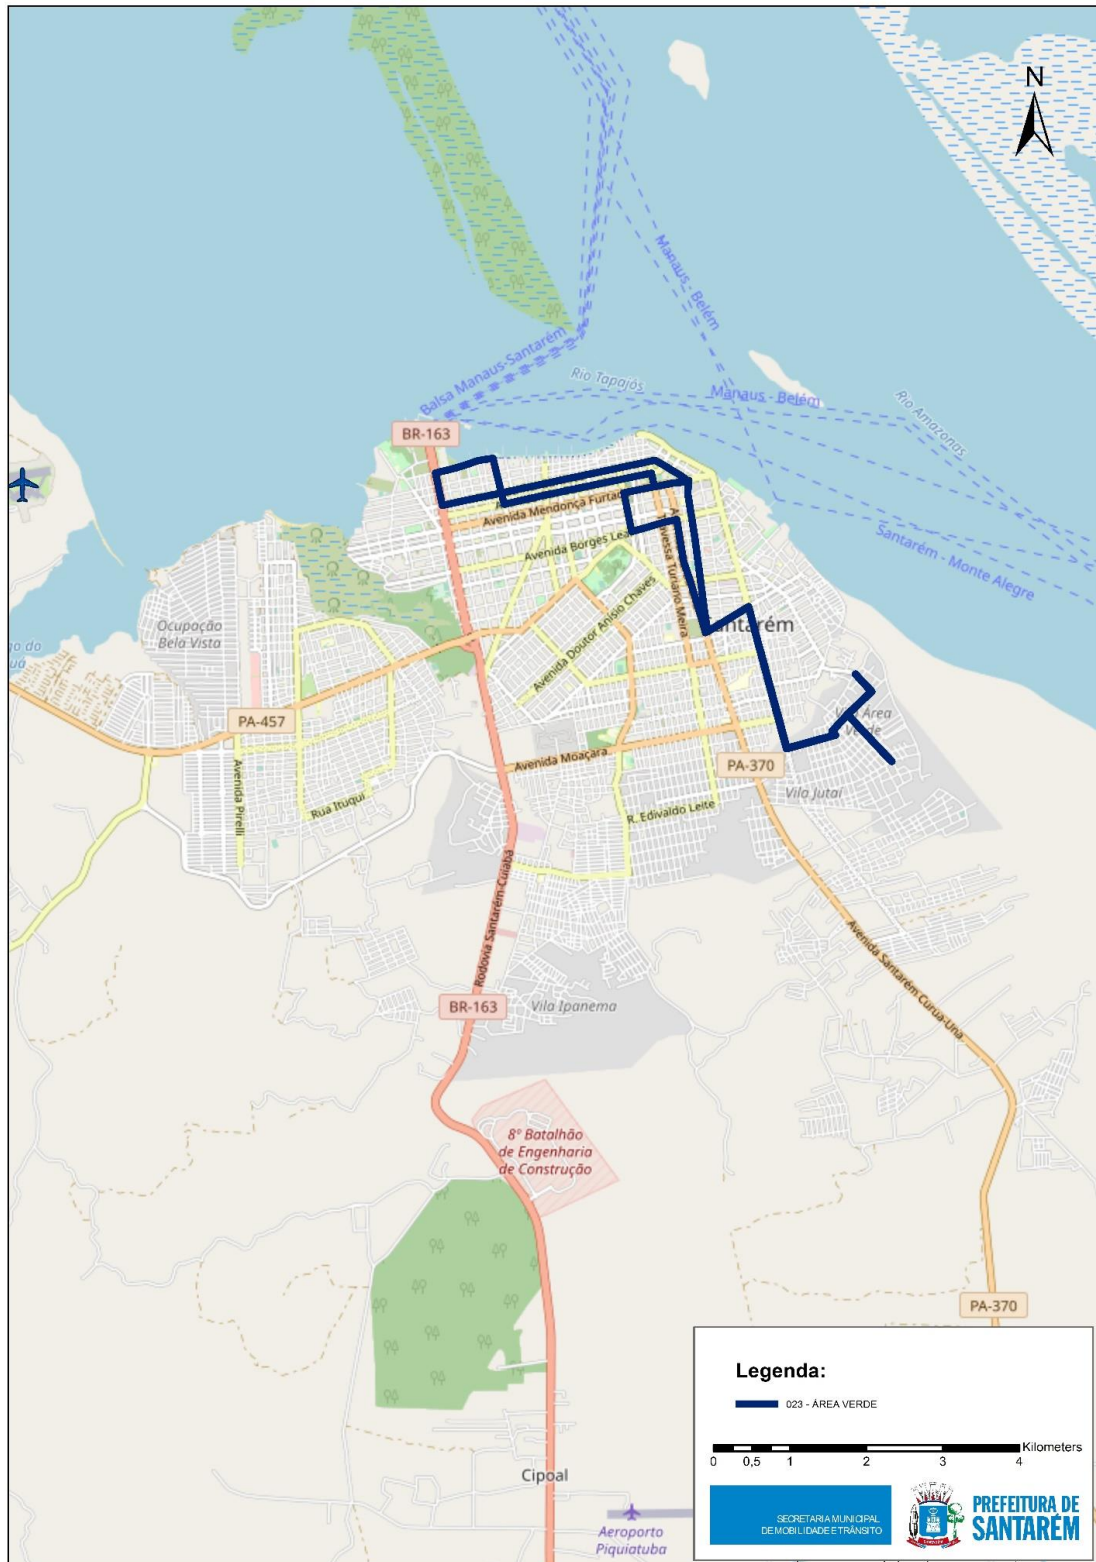 N
Manaus - Belém
Balsa Manaus-Santarém
Rio Tapajós
Manaus - Belém
Rio Amazonas
BR-163
Avenida Mendonça Furtad
Santarém - Monte Alegre
Avenida Borges Lea
Travessa Turiano Meira
Avenida Doutor Anísio Chaves
Ocupação
Bela Vista
antarém
PA-457
Área
Verde
Avenida Moaçara
PA-370
Vila Jutaí
Avenida Pirelli
Rua Ituqui
R. Edivaldo Leite
Rodovia Santarém-Cuiabá
Avenida Santarém Curuá-Una
BR-163
Vila Ipanema
8º Batalhão
de Engenharia
de Construção
PA-370
Cipoal
Aeroporto
Piquiatuba
Legenda:
023 - ÁREA VERDE
Kilometers
0 0,5 1 2 3 4
SECRETARIA MUNICIPAL
DE MOBILIDADE E TRÂNSITO
PREFEITURA DE
SANTARÉM